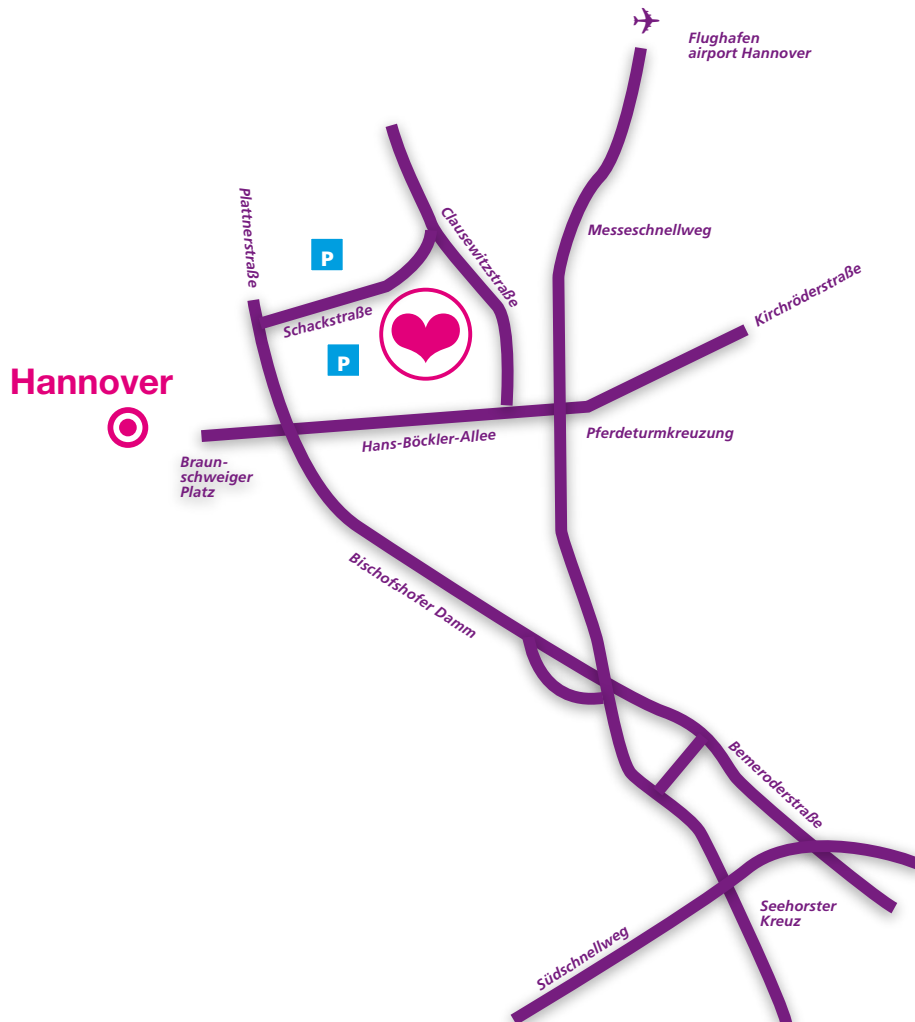 Flughafen
airport Hannover
Plattnerstraße
Clausewitzstraße
Messeschnellweg
P
Kirchröderstraße
Schackstraße
P
Hannover
Hans-Böckler-Allee
Pferdeturmkreuzung
Braun-
schweiger
Platz
Bischofshofer Damm
Bemeroderstraße
Seehorster
Kreuz
Südschnellweg